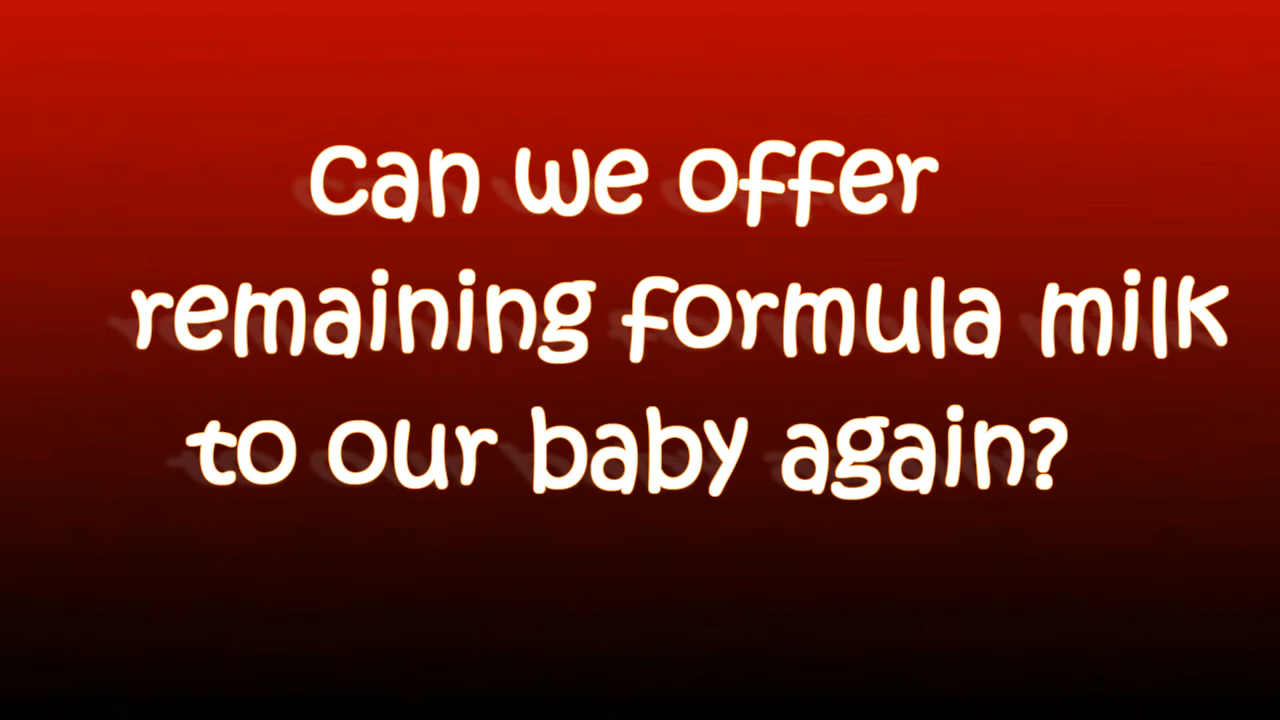 can we offer
remaining formula milk
to our baby again?